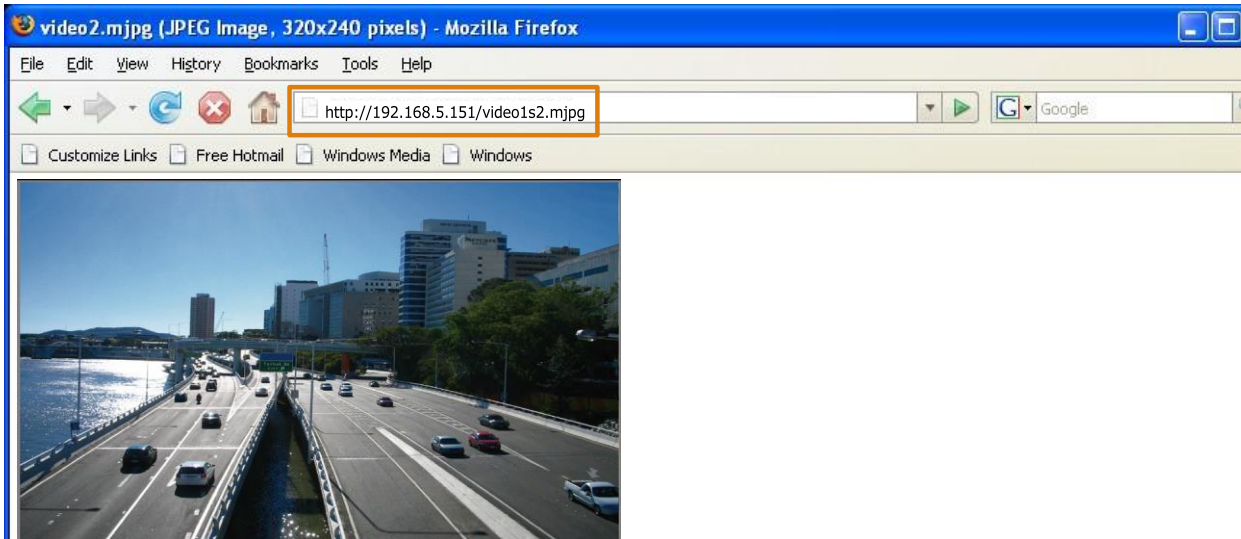 video2.mjpg (JPEG Image, 320x240 pixels) - Mozilla Firefox
File Edit View History Bookmarks Tools Help
http://192.168.5.151/video1s2.mjpg
G Google
Customize Links Free Hotmail Windows Media Windows